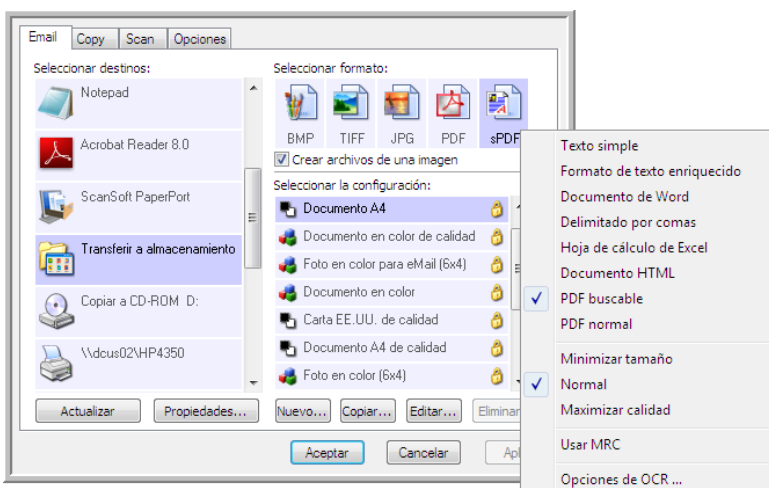 Email Copy Scan Opciones
Seleccionar destinos:
Notepad
Acrobat Reader 8.0
ScanSoft PaperPort
Transferir a almacenamiento
Copiar a CD-ROM D:
\\dcus02\HP4350
Actualizar Propiedades...
Seleccionar formato:
BMP TIFF JPG PDF sPDF
Crear archivos de una imagen
Seleccionar la configuración:
Documento A4
Documento en color de calidad
Foto en color para eMail (6x4)
Documento en color
Carta EE.UU. de calidad
Documento A4 de calidad
Foto en color (6x4)
Nuevo... Copiar... Editar... Eliminar
Aceptar Cancelar
Texto simple
Formato de texto enriquecido
Documento de Word
Delimitado por comas
Hoja de cálculo de Excel
Documento HTML
PDF buscable
PDF normal
Minimizar tamaño
Normal
Maximizar calidad
Usar MRC
Opciones de OCR ...